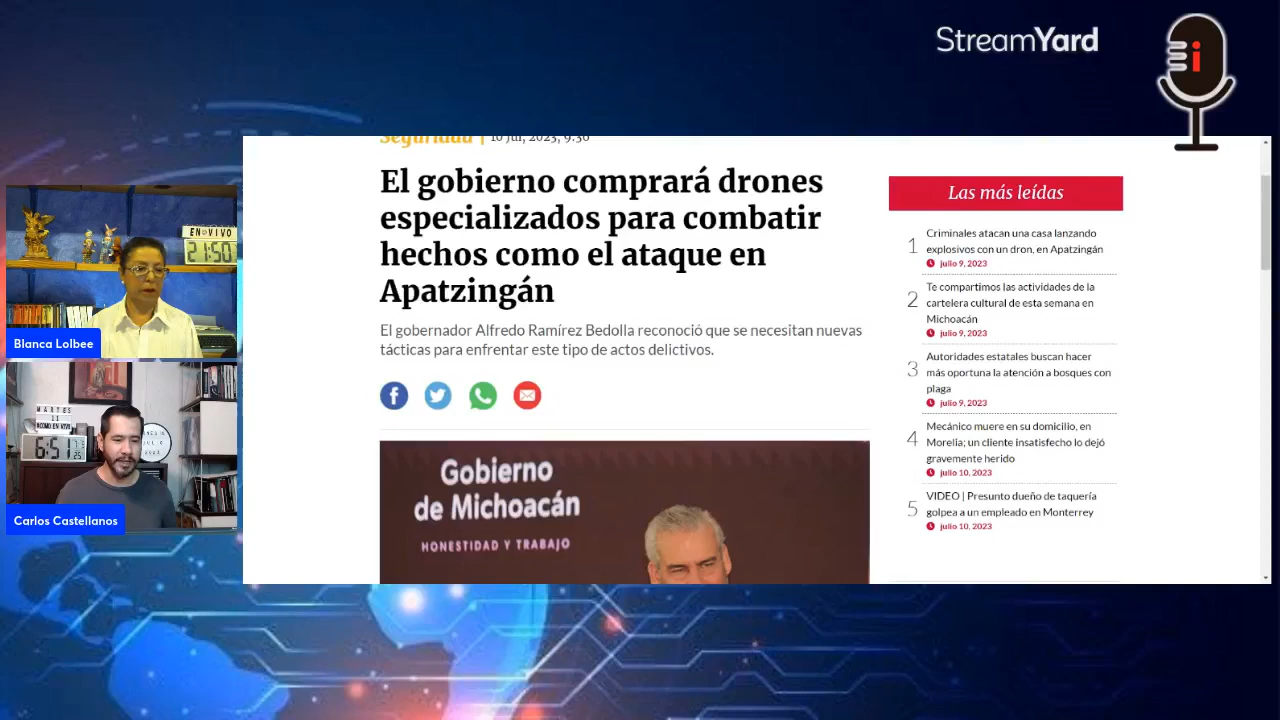 StreamYard
i
Seguridad | 10 Jul, 2023, 9:36
El gobierno comprará drones
especializados para combatir
hechos como el ataque en
Apatzingán
El gobernador Alfredo Ramírez Bedolla reconoció que se necesitan nuevas
tácticas para enfrentar este tipo de actos delictivos.
Gobierno
de Michoacán
HONESTIDAD Y TRABAJO
Las más leídas
1
Criminales atacan una casa lanzando
explosivos con un dron, en Apatzingán
julio 9, 2023
2
Te compartimos las actividades de la
cartelera cultural de esta semana en
Michoacán
julio 9, 2023
3
Autoridades estatales buscan hacer
más oportuna la atención a bosques con
plaga
julio 9, 2023
4
Mecánico muere en su domicilio, en
Morelia; un cliente insatisfecho lo dejó
gravemente herido
julio 10, 2023
5
VIDEO | Presunto dueño de taquería
golpea a un empleado en Monterrey
julio 10, 2023
EN VIVO
21:50
Blanca Lolbee
MARTES
11
6:51
Carlos Castellanos